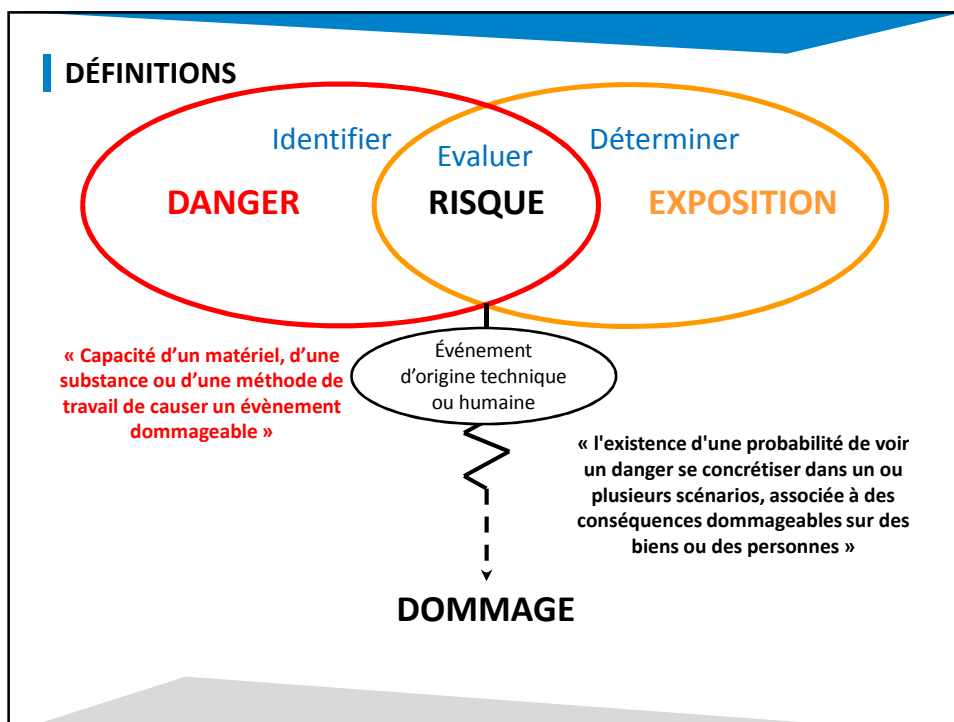 DÉFINITIONS
Identifier
Evaluer
Déterminer
DANGER
RISQUE
EXPOSITION
« Capacité d’un matériel, d’une
substance ou d’une méthode de
travail de causer un évènement
dommageable »
Événement
d’origine technique
ou humaine
« l'existence d'une probabilité de voir
un danger se concrétiser dans un ou
plusieurs scénarios, associée à des
conséquences dommageables sur des
biens ou des personnes »
DOMMAGE